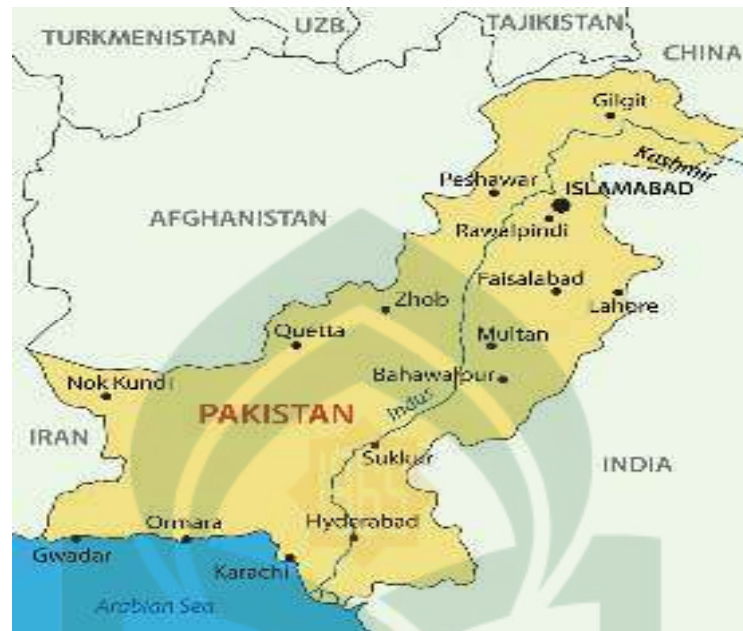 UZB.
TAJIKISTAN
TURKMENISTAN
CHINA
Gilgit
Kashmir
Peshawar
ISLAMABAD
AFGHANISTAN
Rawalpindi
Faisalabad
Zhob
Lahore
Quetta
Multan
Nok Kundi
Bahawalpur
Indus
PAKISTAN
IRAN
Sukkur
INDIA
Ormara
Hyderabad
Gwadar
Karachi
Arabian Sea